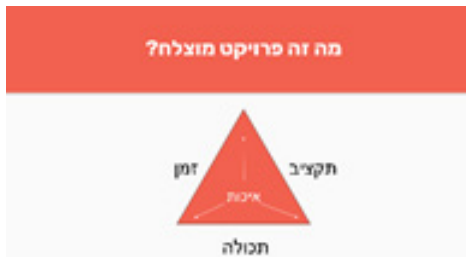 מה זה פרויקט מוצלח?
תקציב
זמן
איכות
תכולה